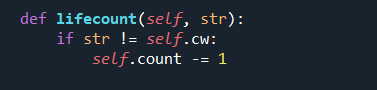 def lifecount(self, str):
    if str != self.cw:
        self.count -= 1